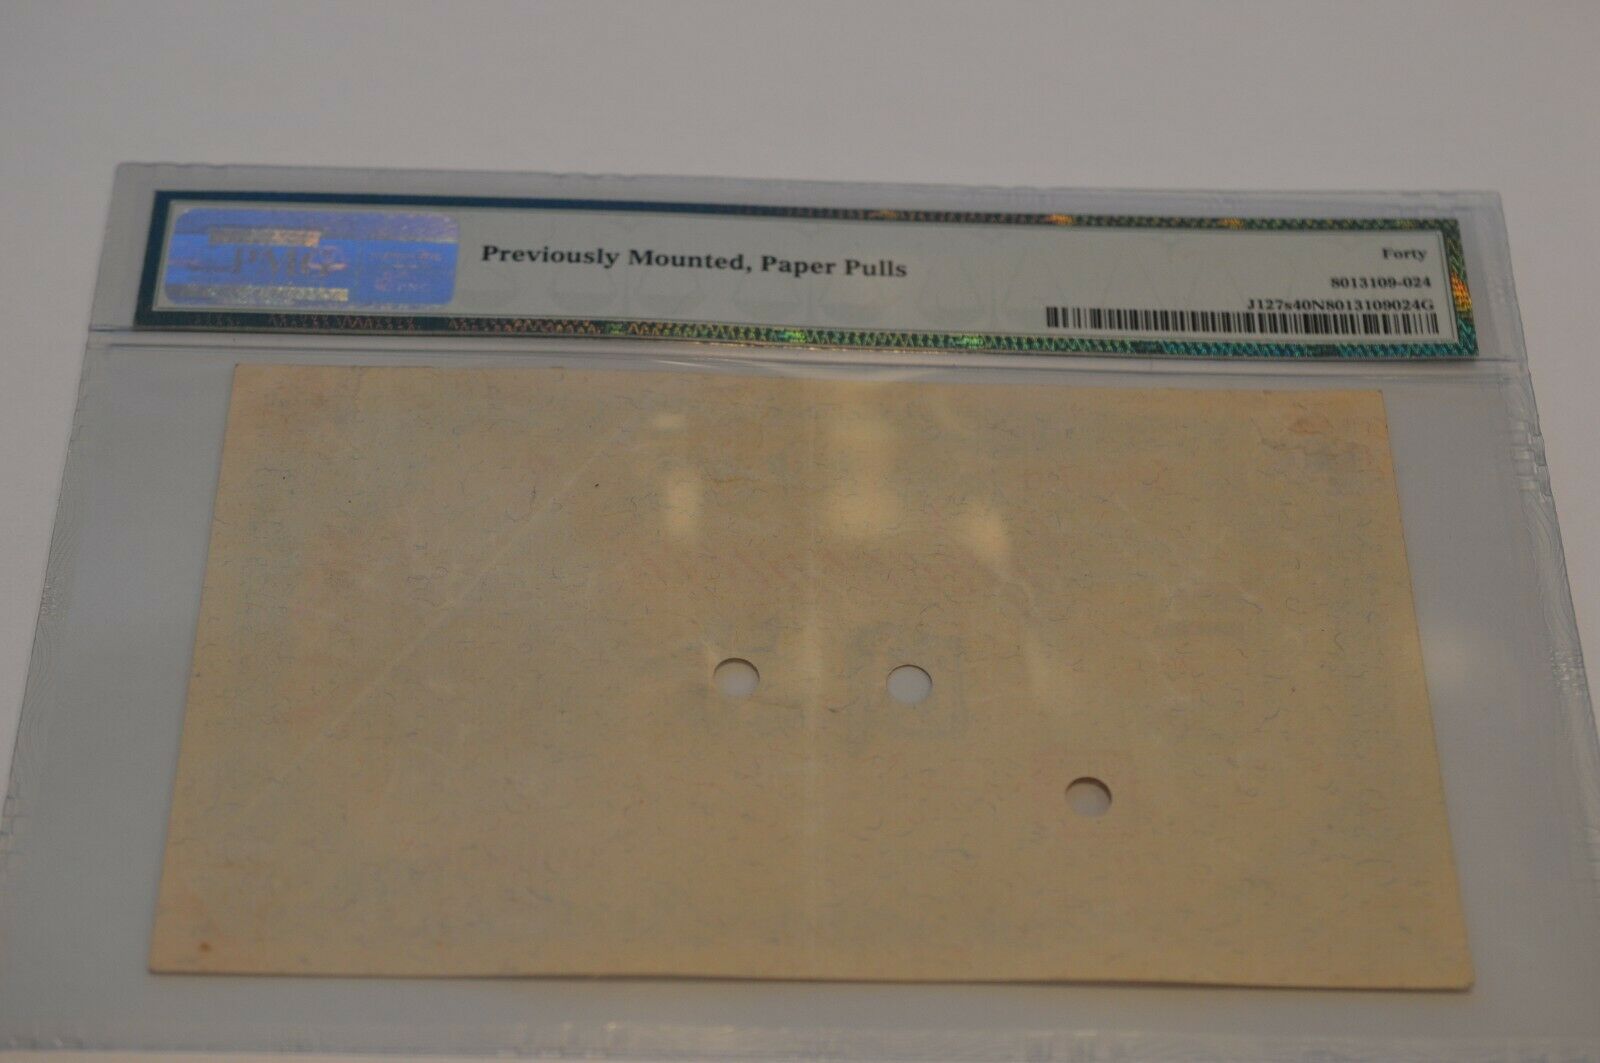 PMG
Previously Mounted, Paper Pulls
Forty
8013109-024
J127s40N8013109024G